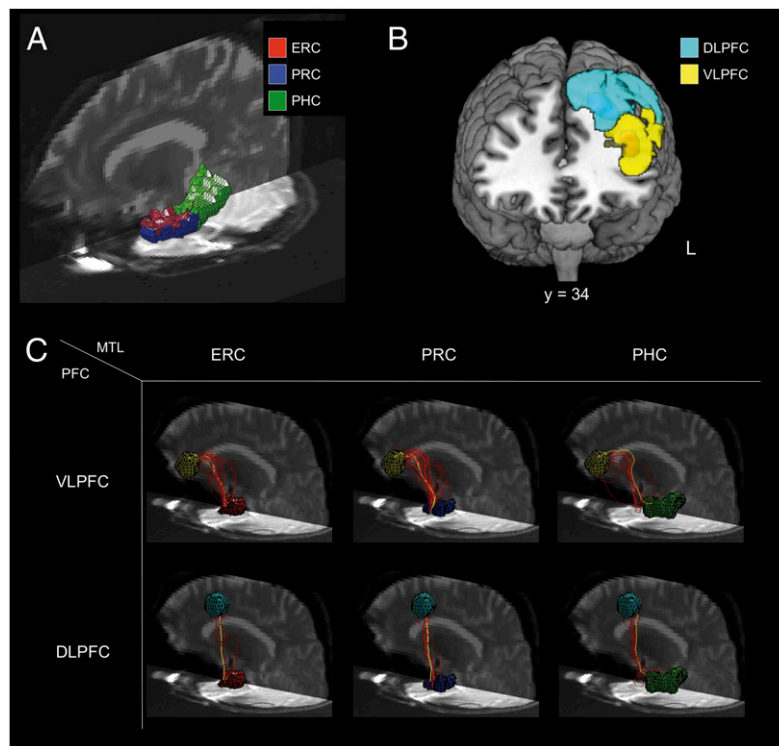 A
ERC
PRC
PHC
B
DLPFC
VLPFC
L
y = 34
C
MTL
PFC
ERC
PRC
PHC
VLPFC
DLPFC